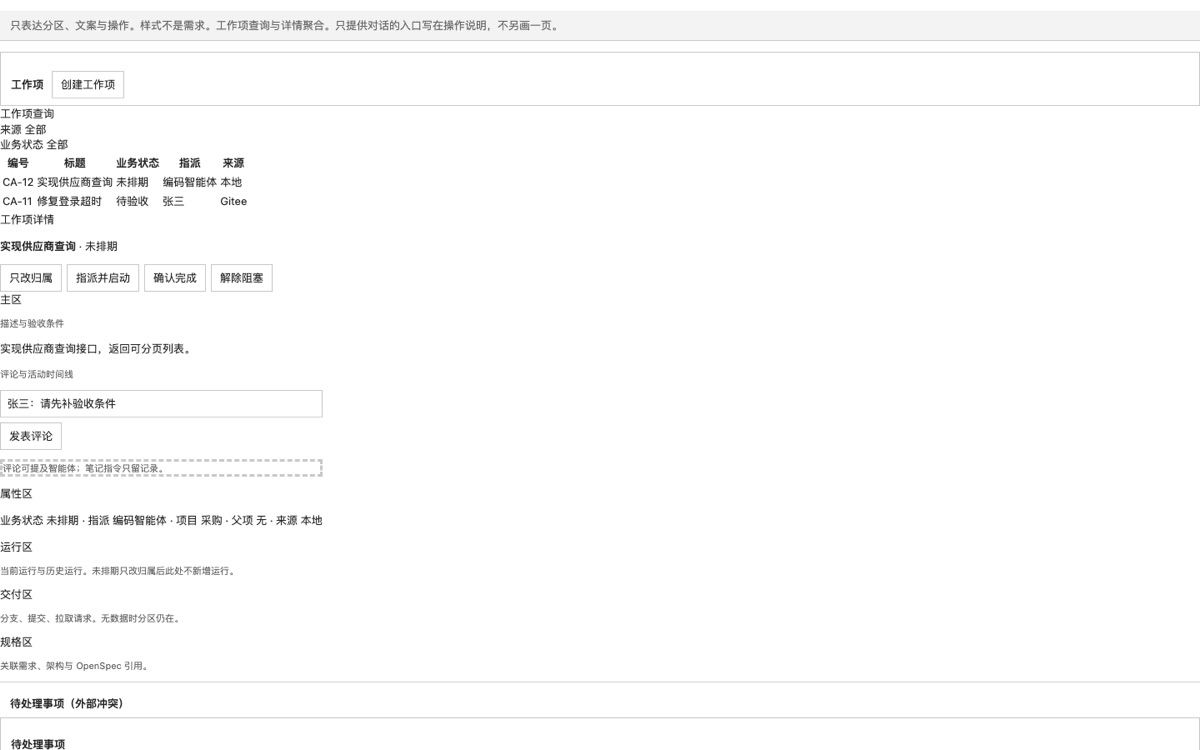 只表达分区、文案与操作。样式不是需求。工作项查询与详情聚合。只提供对话的入口写在操作说明，不另画一页。
工作项 创建工作项
工作项查询
来源 全部
业务状态 全部
编号 标题 业务状态 指派 来源
CA-12 实现供应商查询 未排期 编码智能体 本地
CA-11 修复登录超时 待验收 张三 Gitee
工作项详情
实现供应商查询 · 未排期
只改归属 指派并启动 确认完成 解除阻塞
主区
描述与验收条件
实现供应商查询接口，返回可分页列表。
评论与活动时间线
张三：请先补验收条件
发表评论
评论可提及智能体；笔记指令只留记录。
属性区
业务状态 未排期 · 指派 编码智能体 · 项目 采购 · 父项 无 · 来源 本地
运行区
当前运行与历史运行。未排期只改归属后此处不新增运行。
交付区
分支、提交、拉取请求。无数据时分区仍在。
规格区
关联需求、架构与 OpenSpec 引用。
待处理事项（外部冲突）
待处理事项